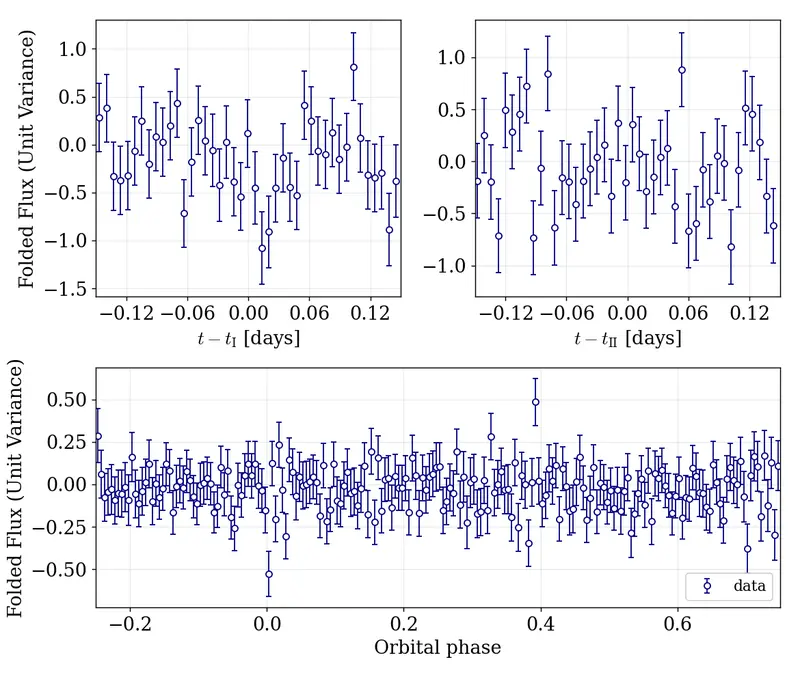 Folded Flux (Unit Variance)
1.0
0.5
0.0
−0.5
−1.0
−1.5
−0.12 −0.06 0.00 0.06 0.12
t − tI [days]
1.0
0.5
0.0
−0.5
−1.0
−0.12 −0.06 0.00 0.06 0.12
t − tII [days]
Folded Flux (Unit Variance)
0.50
0.25
0.00
−0.25
−0.50
data
−0.2 0.0 0.2 0.4 0.6
Orbital phase